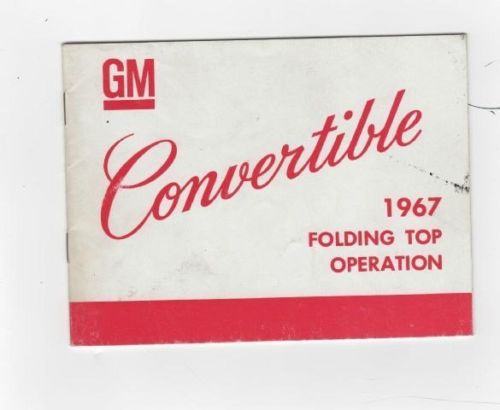 GM
Convertible
1967
FOLDING TOP
OPERATION